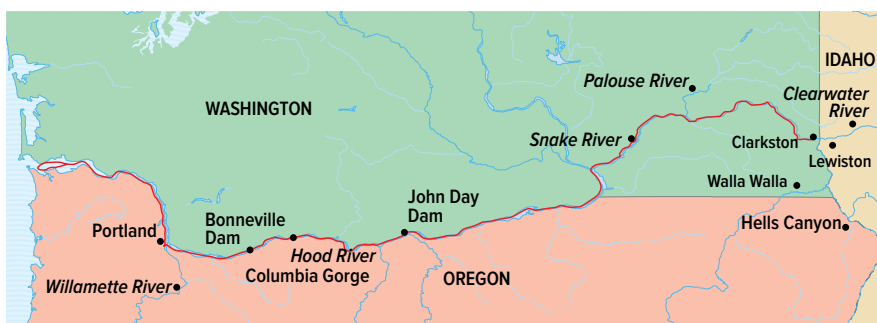 IDAHO
Palouse River
Clearwater
River
WASHINGTON
Snake River
Clarkston
Lewiston
Walla Walla
John Day
Dam
Bonneville
Dam
Portland
Hells Canyon
Hood River
Columbia Gorge
OREGON
Willamette River